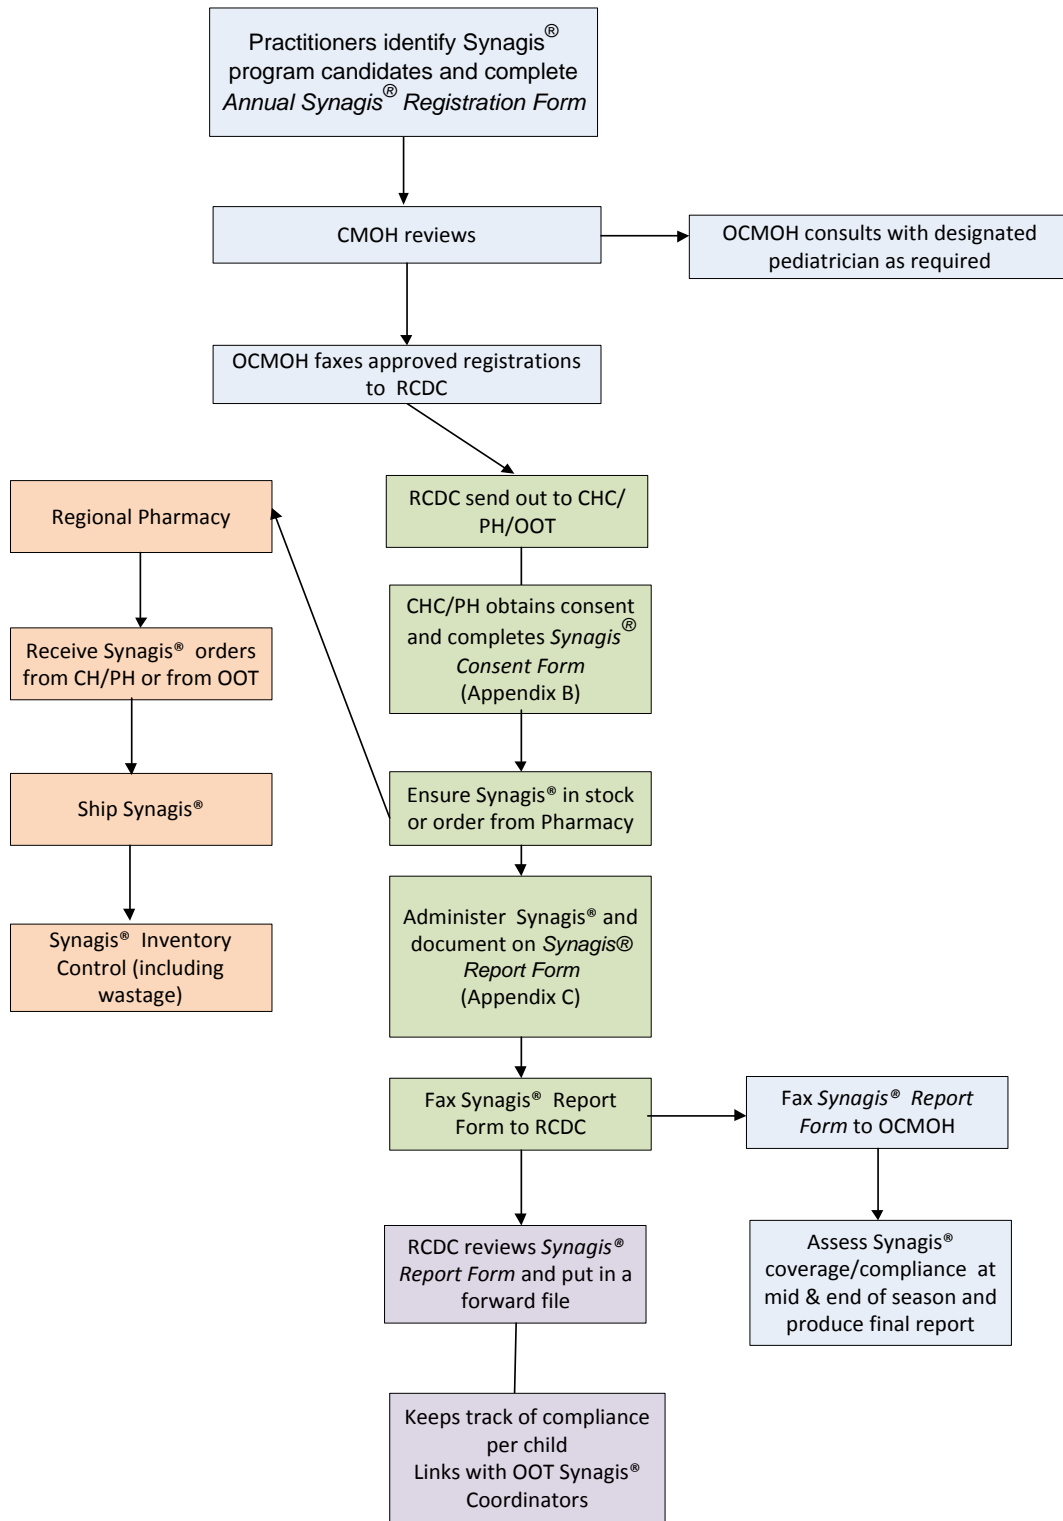 Practitioners identify Synagis®
program candidates and complete
Annual Synagis® Registration Form
CMOH reviews
OCMOH consults with designated
pediatrician as required
OCMOH faxes approved registrations
to RCDC
RCDC send out to CHC/
PH/OOT
Regional Pharmacy
CHC/PH obtains consent
and completes Synagis®
Consent Form
(Appendix B)
Receive Synagis® orders
from CH/PH or from OOT
Ship Synagis®
Ensure Synagis® in stock
or order from Pharmacy
Synagis® Inventory
Control (including
wastage)
Administer Synagis® and
document on Synagis®
Report Form
(Appendix C)
Fax Synagis® Report
Form to RCDC
Fax Synagis® Report
Form to OCMOH
RCDC reviews Synagis®
Report Form and put in a
forward file
Assess Synagis®
coverage/compliance at
mid & end of season and
produce final report
Keeps track of compliance
per child
Links with OOT Synagis®
Coordinators